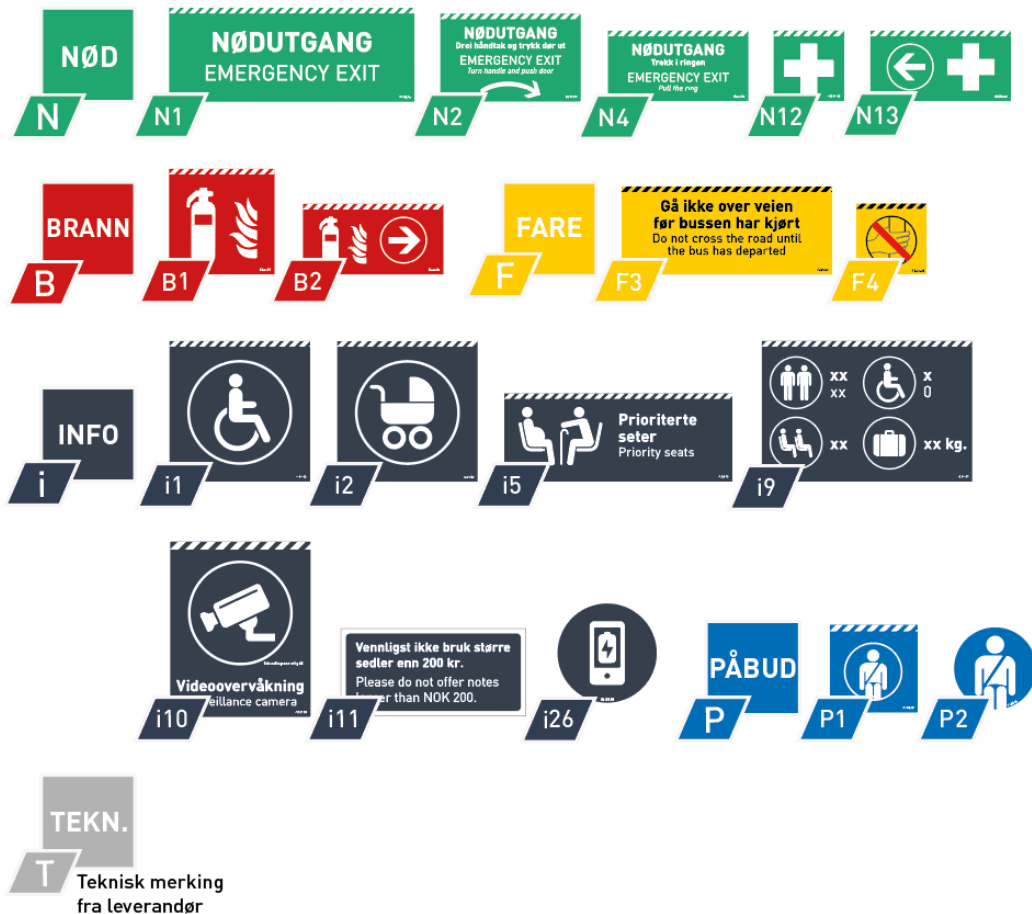 NØD
N
NØDUTGANG
EMERGENCY EXIT
N1
NØDUTGANG
Drei håndtak og trykk dør ut
EMERGENCY EXIT
Turn handle and push door
N2
NØDUTGANG
Trekk i ringen
EMERGENCY EXIT
Pull the ring
N4
N12
N13
BRANN
B
B1
B2
FARE
F
Gå ikke over veien
før bussen har kjørt
Do not cross the road until
the bus has departed
F3
F4
INFO
i
i1
i2
Prioriterte
seter
Priority seats
i5
xx
xx
x
0
xx
xx kg.
i9
Videoovervåkning
eillance camera
i10
Vennligst ikke bruk større
sedler enn 200 kr.
Please do not offer notes
er than NOK 200.
i11
i26
PÅBUD
P
P1
P2
TEKN.
T
Teknisk merking
fra leverandør